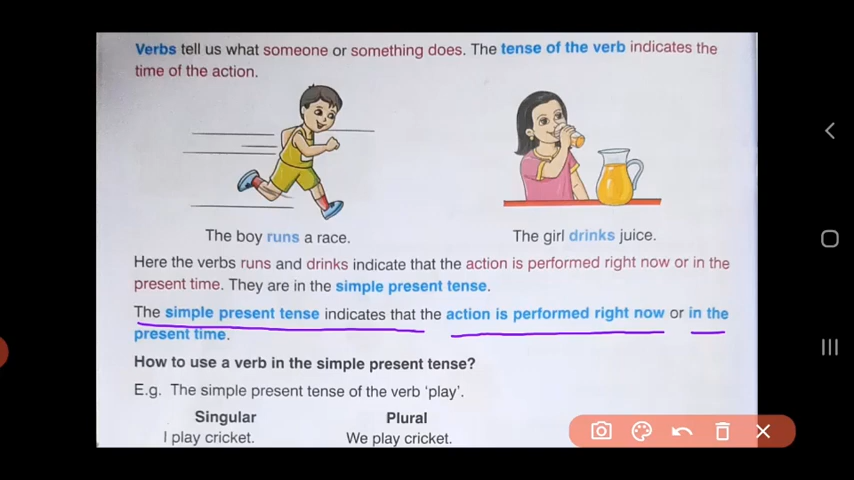 Verbs tell us what someone or something does. The tense of the verb indicates the
time of the action.
The boy runs a race.
The girl drinks juice.
Here the verbs runs and drinks indicate that the action is performed right now or in the
present time. They are in the simple present tense.
The simple present tense indicates that the action is performed right now or in the
present time.
How to use a verb in the simple present tense?
E.g. The simple present tense of the verb ‘play’.
Singular Plural
I play cricket. We play cricket.